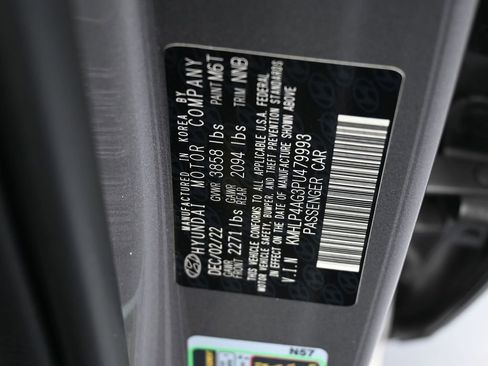 MANUFACTURED IN KOREA BY
HYUNDAI MOTOR COMPANY
DEC/02/22 GVWR 3858 lbs PAINT M6T
GAWR FRONT 2271 lbs GAWR REAR 2094 lbs TRIM NNB
THIS VEHICLE CONFORMS TO ALL APPLICABLE U.S.A. FEDERAL
MOTOR VEHICLE SAFETY, BUMPER, AND THEFT PREVENTION STANDARDS
IN EFFECT ON THE DATE OF MANUFACTURE SHOWN ABOVE
V.I.N KMHLP4AG3PU479993
PASSENGER CAR
N57